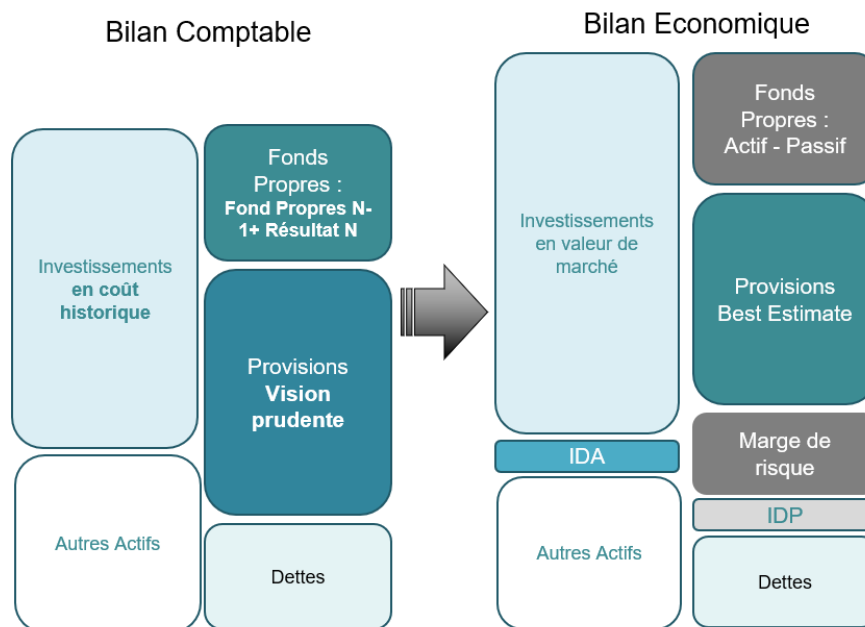 Bilan Comptable
Investissements
en coût
historique
Autres Actifs
Fonds
Propres :
Fond Propres N-
1+ Résultat N
Provisions
Vision
prudente
Dettes
Bilan Economique
Investissements
en valeur de
marché
IDA
Autres Actifs
Fonds
Propres :
Actif - Passif
Provisions
Best Estimate
Marge de
risque
IDP
Dettes